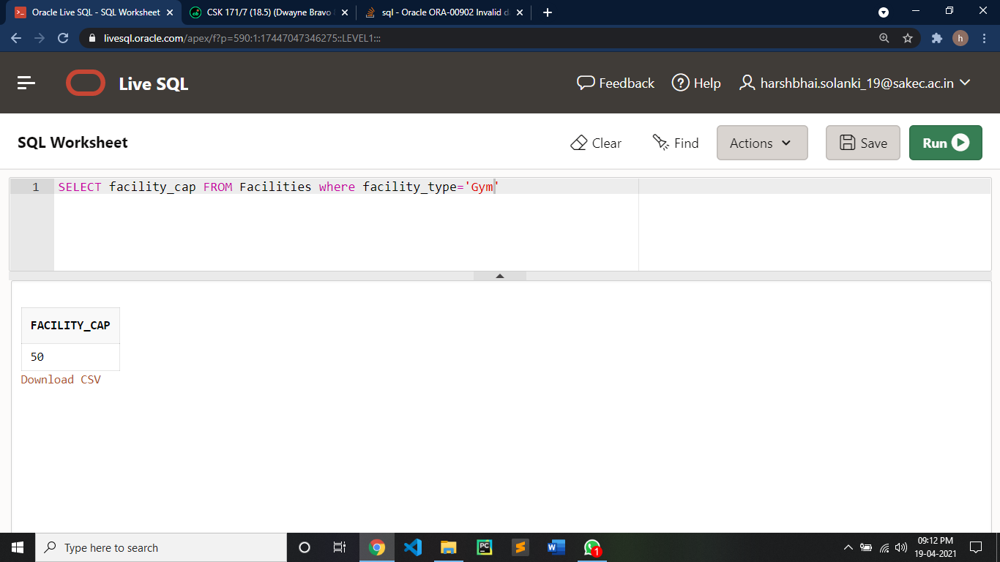 Oracle Live SQL - SQL Worksheet
CSK 171/7 (18.5) (Dwayne Bravo
sql - Oracle ORA-00902 Invalid d
livesql.oracle.com/apex/f?p=590:1:17447047346275::LEVEL1:::
h
Live SQL
Feedback
Help
harshbhai.solanki_19@sakec.ac.in
SQL Worksheet
Clear
Find
Actions
Save
Run
1 SELECT facility_cap FROM Facilities where facility_type='Gym'
FACILITY_CAP
50
Download CSV
Type here to search
PC
W
1
09:12 PM
19-04-2021